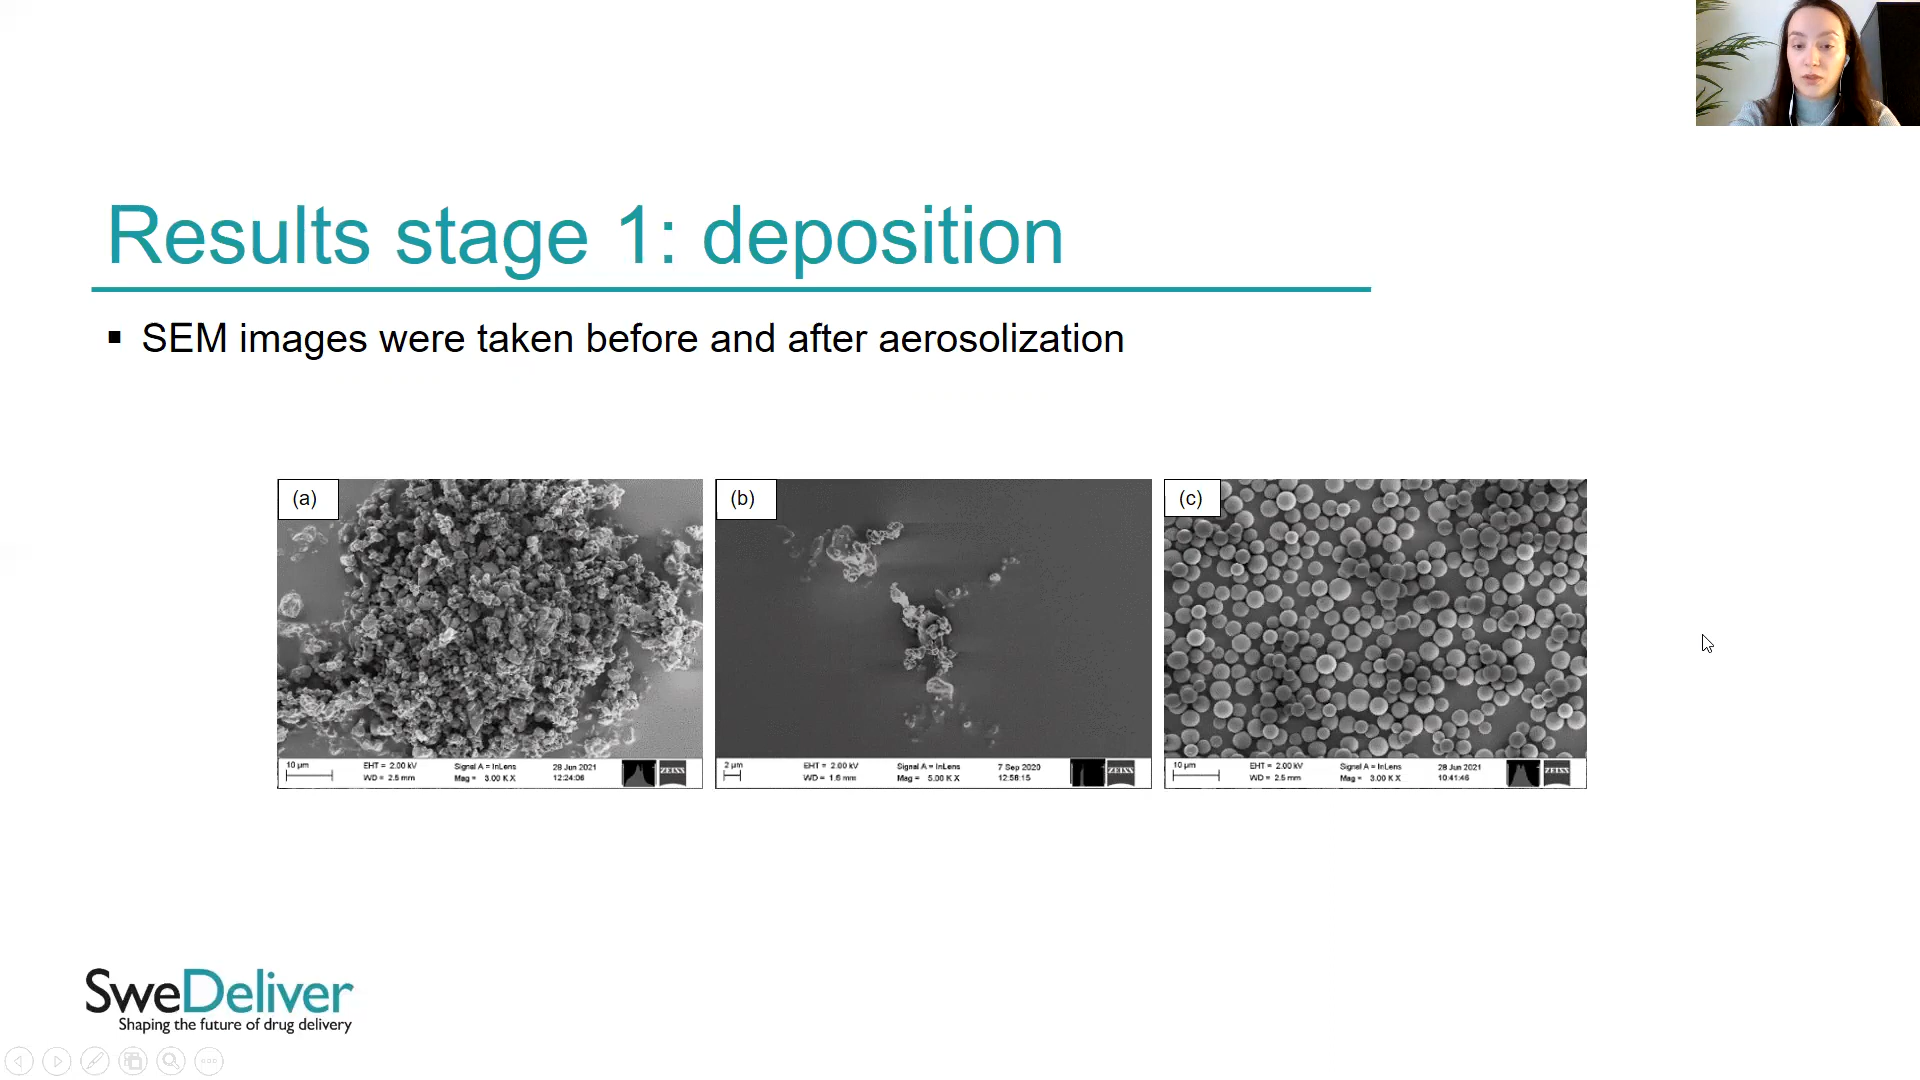 Results stage 1: deposition
▪ SEM images were taken before and after aerosolization
(a)
10 µm
EHT = 2.00 kV
WD = 2.5 mm
Signal A = InLens
Mag = 3.00 K X
28 Jun 2021
12:24:06
ZEISS
(b)
2 µm
EHT = 2.00 kV
WD = 1.6 mm
Signal A = InLens
Mag = 5.00 K X
7 Sep 2020
12:58:15
ZEISS
(c)
10 µm
EHT = 2.00 kV
WD = 2.5 mm
Signal A = InLens
Mag = 3.00 K X
28 Jun 2021
10:41:46
ZEISS
SweDeliver
Shaping the future of drug delivery